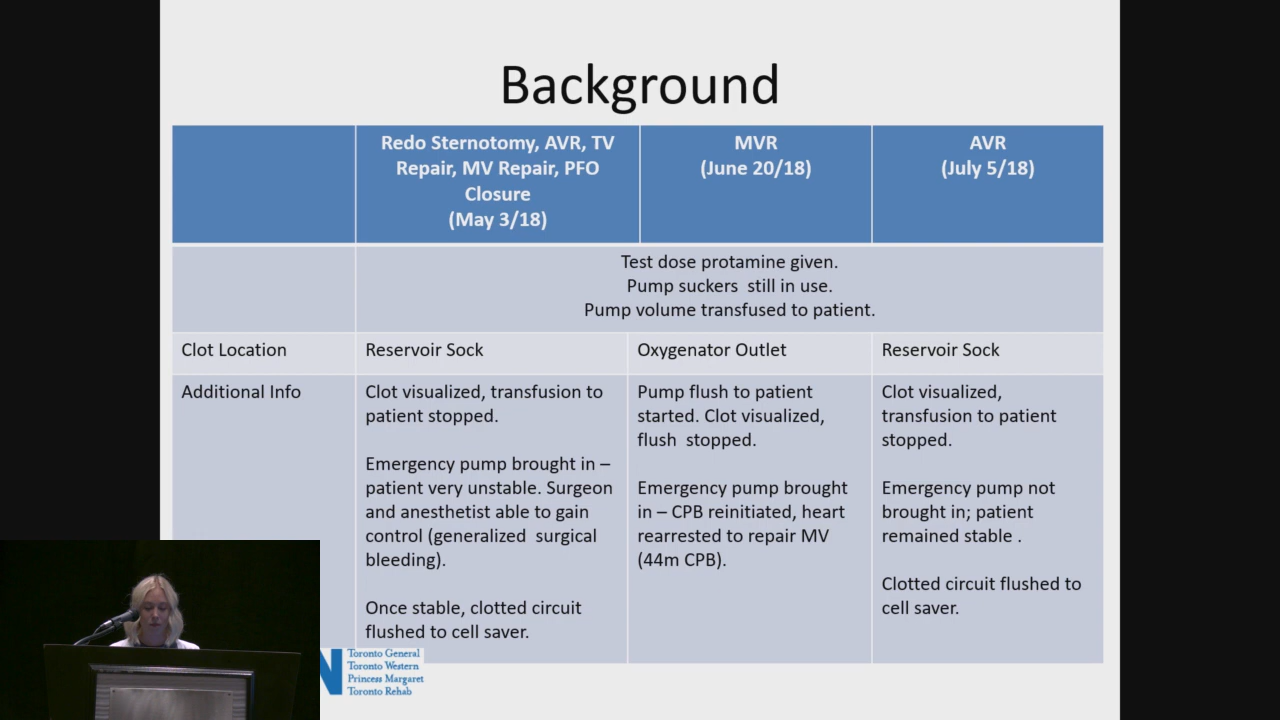 Background
Redo Sternotomy, AVR, TV
Repair, MV Repair, PFO
Closure
(May 3/18)
MVR
(June 20/18)
AVR
(July 5/18)
Test dose protamine given.
Pump suckers still in use.
Pump volume transfused to patient.
Clot Location
Reservoir Sock
Oxygenator Outlet
Reservoir Sock
Additional Info
Clot visualized, transfusion to
patient stopped.
Emergency pump brought in –
patient very unstable. Surgeon
and anesthetist able to gain
control (generalized surgical
bleeding).
Once stable, clotted circuit
flushed to cell saver.
Pump flush to patient
started. Clot visualized,
flush stopped.
Emergency pump brought
in – CPB reinitiated, heart
rearrested to repair MV
(44m CPB).
Clot visualized,
transfusion to patient
stopped.
Emergency pump not
brought in; patient
remained stable .
Clotted circuit flushed to
cell saver.
N
Toronto General
Toronto Western
Princess Margaret
Toronto Rehab